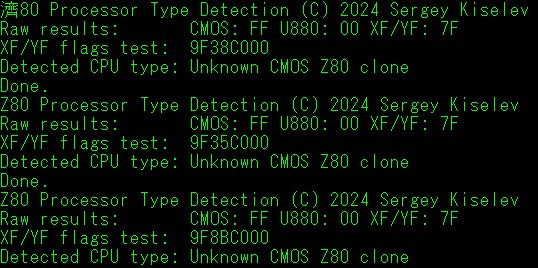 濟80 Processor Type Detection (C) 2024 Sergey Kiselev
Raw results:       CMOS: FF U880: 00 XF/YF: 7F
XF/YF flags test:  9F38C000
Detected CPU type: Unknown CMOS Z80 clone
Done.
Z80 Processor Type Detection (C) 2024 Sergey Kiselev
Raw results:       CMOS: FF U880: 00 XF/YF: 7F
XF/YF flags test:  9F35C000
Detected CPU type: Unknown CMOS Z80 clone
Done.
Z80 Processor Type Detection (C) 2024 Sergey Kiselev
Raw results:       CMOS: FF U880: 00 XF/YF: 7F
XF/YF flags test:  9F8BC000
Detected CPU type: Unknown CMOS Z80 clone